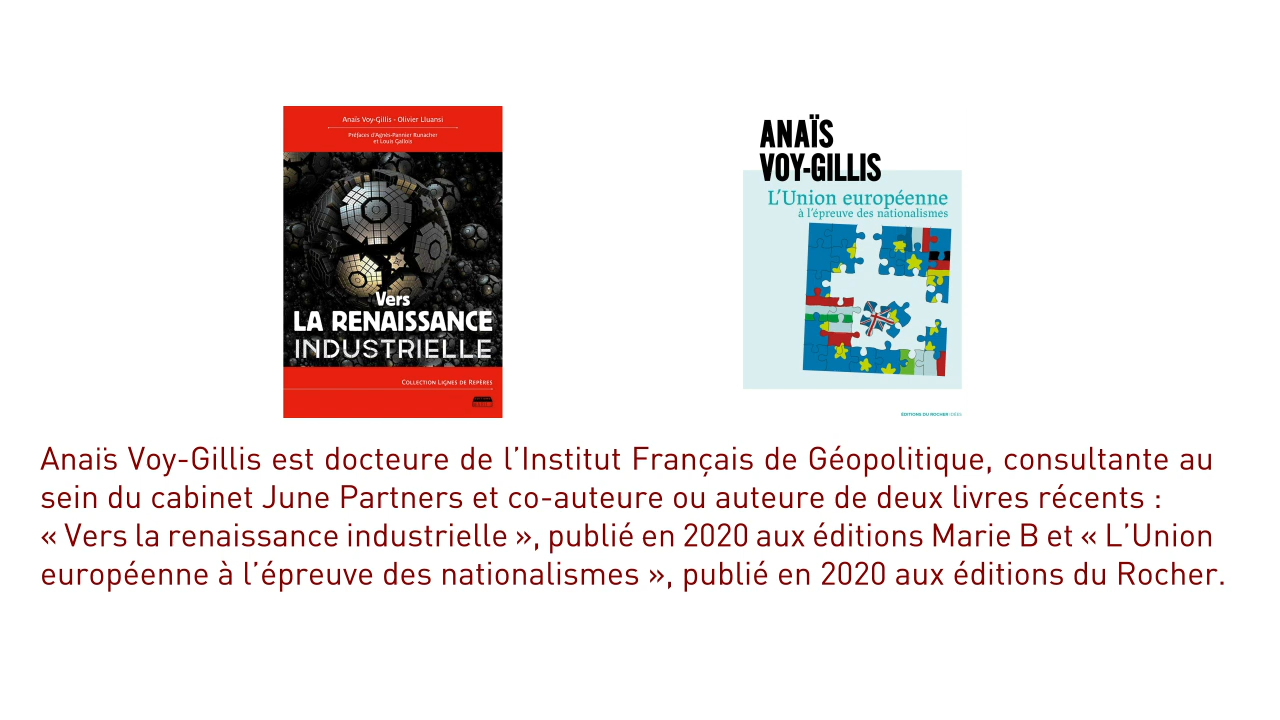 Anaïs Voy-Gillis - Olivier Lluansi
Préfaces d'Agnès-Pannier Runacher
et Louis Gallois
Vers
LA RENAISSANCE
INDUSTRIELLE
COLLECTION LIGNES DE REPÈRES
ANAÏS
VOY-GILLIS
L'Union européenne
à l'épreuve des nationalismes
ÉDITIONS DU ROCHER IDÉES
Anaïs Voy-Gillis est docteure de l'Institut Français de Géopolitique, consultante au
sein du cabinet June Partners et co-auteure ou auteure de deux livres récents :
« Vers la renaissance industrielle », publié en 2020 aux éditions Marie B et « L'Union
européenne à l'épreuve des nationalismes », publié en 2020 aux éditions du Rocher.